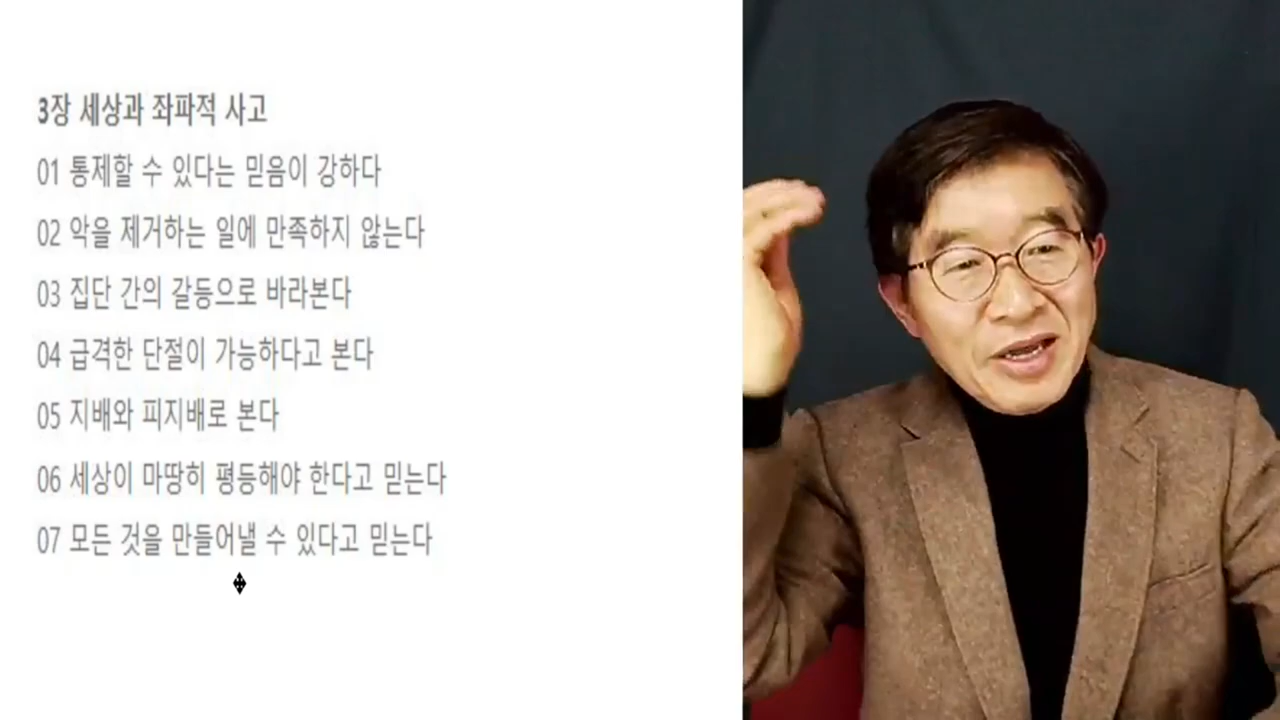 3장 세상과 좌파적 사고
01 통제할 수 있다는 믿음이 강하다
02 악을 제거하는 일에 만족하지 않는다
03 집단 간의 갈등으로 바라본다
04 급격한 단절이 가능하다고 본다
05 지배와 피지배로 본다
06 세상이 마땅히 평등해야 한다고 믿는다
07 모든 것을 만들어낼 수 있다고 믿는다